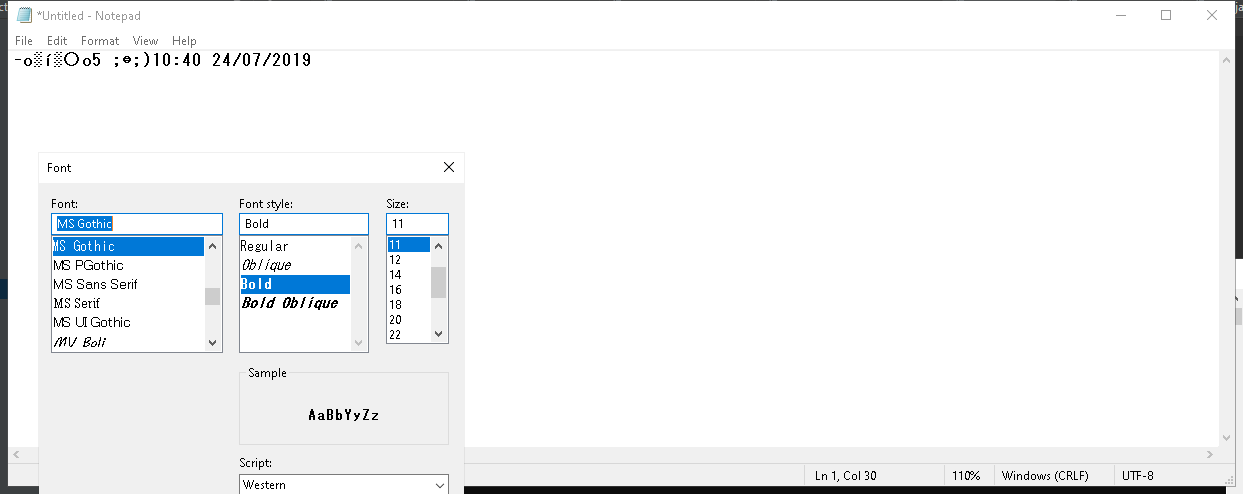 *Untitled - Notepad
File Edit Format View Help
-o▒í▒〇o5 ;๏;)10:40 24/07/2019
Font
Font: Font style: Size:
MS Gothic Bold 11
MS Gothic Regular 11
MS PGothic Oblique 12
MS Sans Serif Bold 14
MS Serif Bold Oblique 16
MS UI Gothic 18
MV Boli 20
22
Sample
AaBbYyZz
Script:
Western
Ln 1, Col 30 110% Windows (CRLF) UTF-8